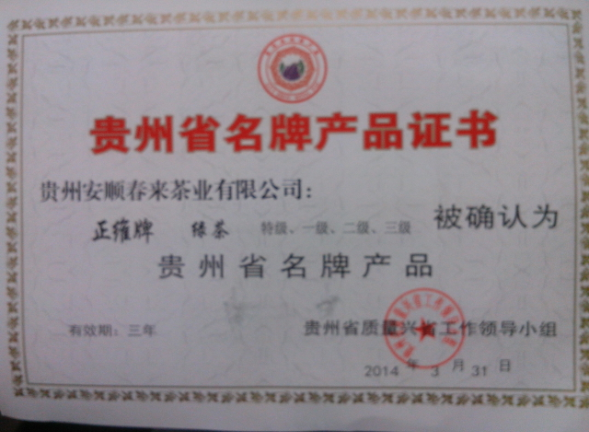 贵州省名牌产品证书
贵州安顺春来茶业有限公司：
正雍牌 绿茶 特级、一级、二级、三级 被确认为
贵州省名牌产品
有效期：三年 贵州省质量兴省工作领导小组
2014 年 3 月 31 日